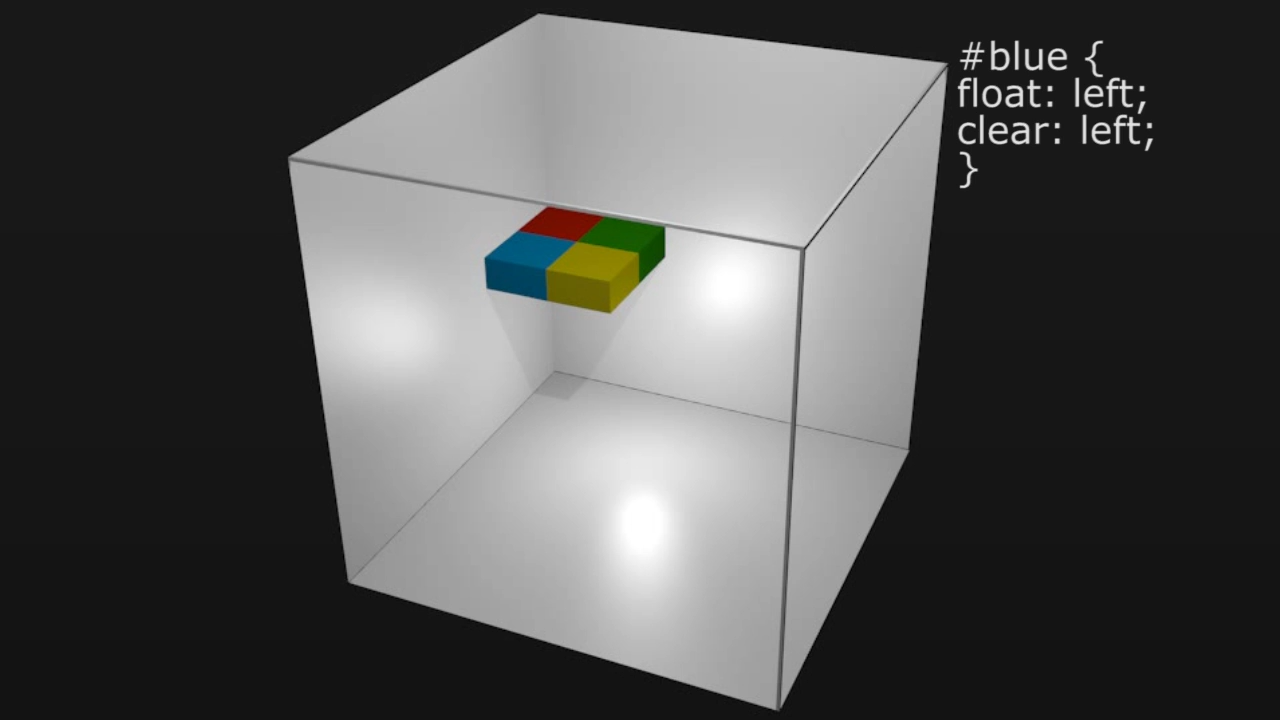 #blue {
float: left;
clear: left;
}